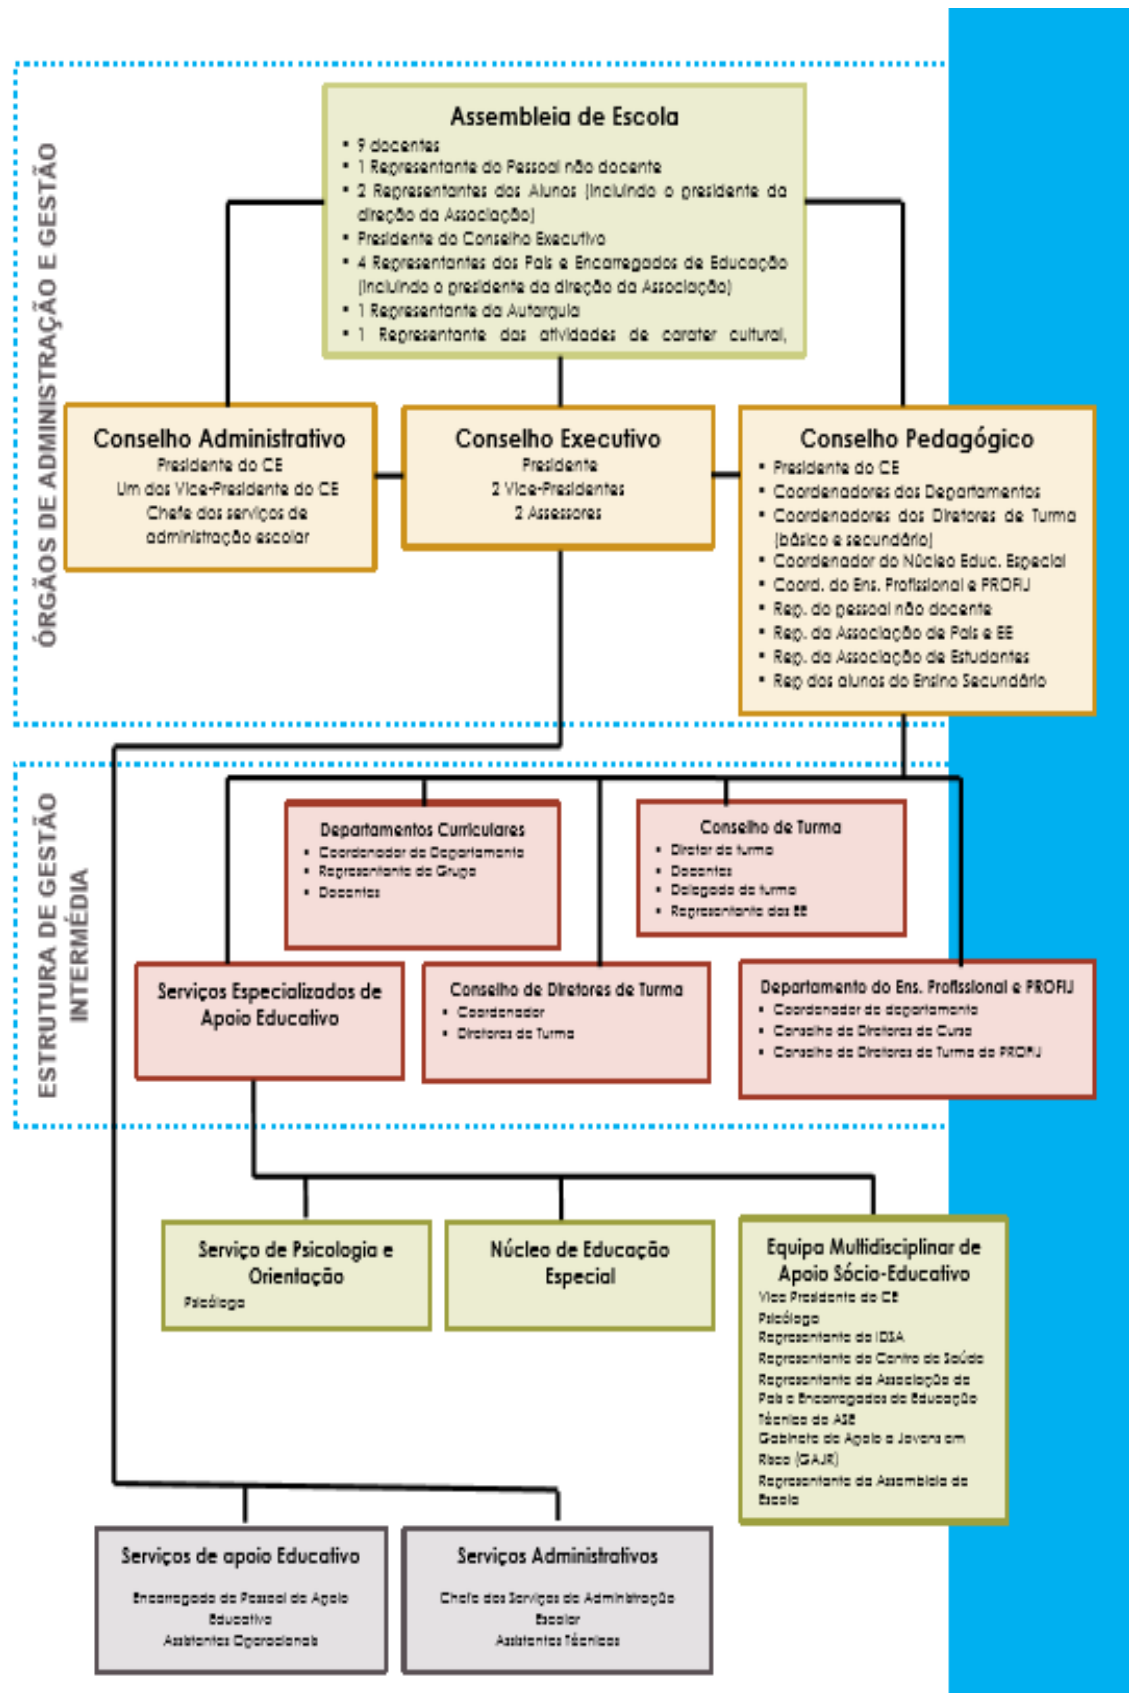 ÓRGÃOS DE ADMINISTRAÇÃO E GESTÃO
Assembleia de Escola
▪ 9 docentes
▪ 1 Representante do Pessoal não docente
▪ 2 Representantes dos Alunos (incluindo o presidente da
direção da Associação)
▪ Presidente do Conselho Executivo
▪ 4 Representantes dos Pais e Encarregados de Educação
(incluindo o presidente da direção da Associação)
▪ 1 Representante da Autarquia
▪ 1 Representante das atividades de carater cultural,
Conselho Administrativo
Presidente do CE
Um dos Vice-Presidente do CE
Chefe dos serviços de
administração escolar
Conselho Executivo
Presidente
2 Vice-Presidentes
2 Assessores
Conselho Pedagógico
▪ Presidente do CE
▪ Coordenadores dos Departamentos
▪ Coordenadores dos Diretores de Turma
(básico e secundário)
▪ Coordenador do Núcleo Educ. Especial
▪ Coord. do Ens. Profissional e PROFIJ
▪ Rep. do pessoal não docente
▪ Rep. da Associação de Pais e EE
▪ Rep. da Associação de Estudantes
▪ Rep dos alunos do Ensino Secundário
ESTRUTURA DE GESTÃO
INTERMÉDIA
Departamentos Curriculares
▪ Coordenador de Departamento
▪ Representante de Grupo
▪ Docentes
Conselho de Turma
▪ Diretor de turma
▪ Docentes
▪ Delegado de turma
▪ Representante dos EE
Serviços Especializados de
Apoio Educativo
Conselho de Diretores de Turma
▪ Coordenador
▪ Diretores de Turma
Departamento do Ens. Profissional e PROFIJ
▪ Coordenador de departamento
▪ Conselho de Diretores de Curso
▪ Conselho de Diretores de Turma do PROFIJ
Serviço de Psicologia e
Orientação
Psicóloga
Núcleo de Educação
Especial
Equipa Multidisciplinar de
Apoio Sócio-Educativo
Vice Presidente do CE
Psicóloga
Representante do IDSA
Representante do Centro de Saúde
Representante da Associação de
Pais e Encarregados de Educação
Técnico do ASE
Gabinete de Apoio a Jovens em
Risco (GAJR)
Representante da Assembleia de
Escola
Serviços de apoio Educativo
Encarregado de Pessoal de Apoio
Educativo
Assistentes Operacionais
Serviços Administrativos
Chefe dos Serviços de Administração
Escolar
Assistentes Técnicos